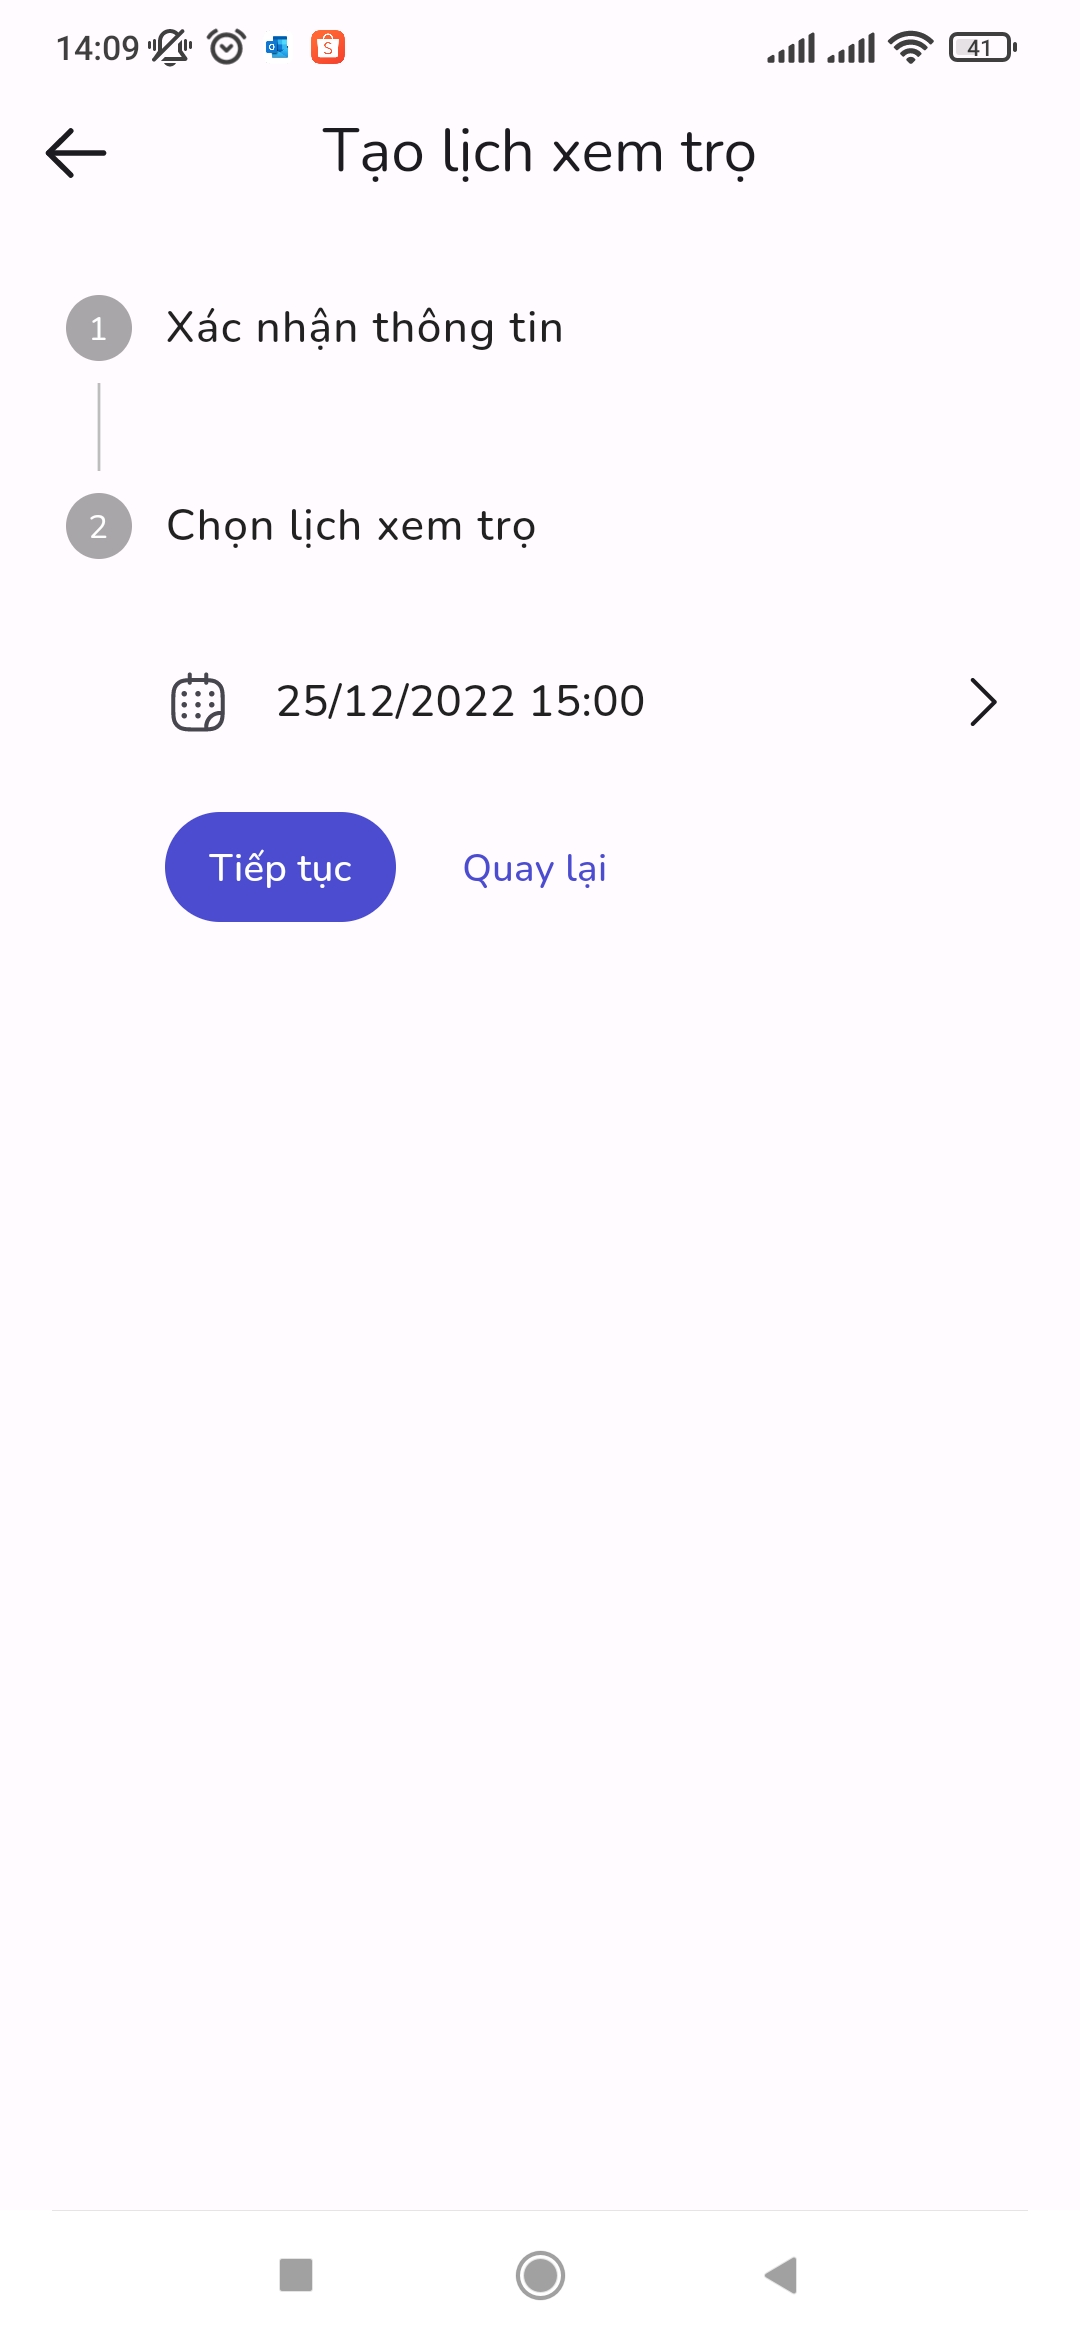 14:09
41
Tạo lịch xem trọ
1 Xác nhận thông tin
2 Chọn lịch xem trọ
25/12/2022 15:00
Tiếp tục Quay lại